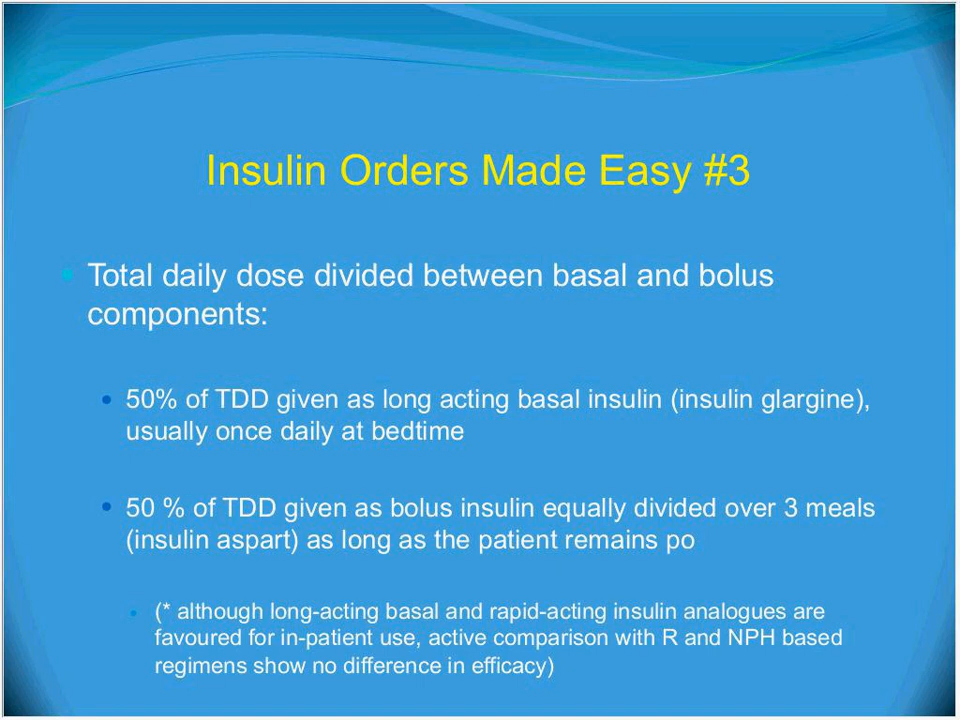 Insulin Orders Made Easy #3
Total daily dose divided between basal and bolus
components:
50% of TDD given as long acting basal insulin (insulin glargine),
usually once daily at bedtime
50 % of TDD given as bolus insulin equally divided over 3 meals
(insulin aspart) as long as the patient remains po
(* although long-acting basal and rapid-acting insulin analogues are
favoured for in-patient use, active comparison with R and NPH based
regimens show no difference in efficacy)